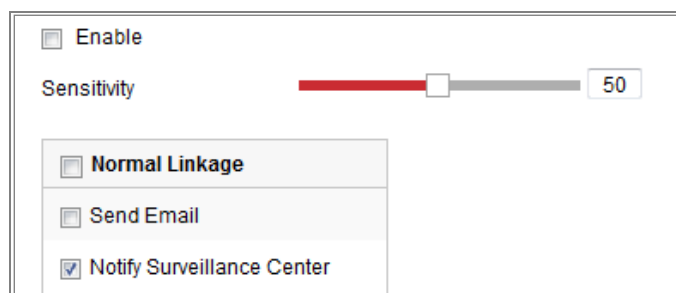 Enable
Sensitivity 50
Normal Linkage
Send Email
Notify Surveillance Center